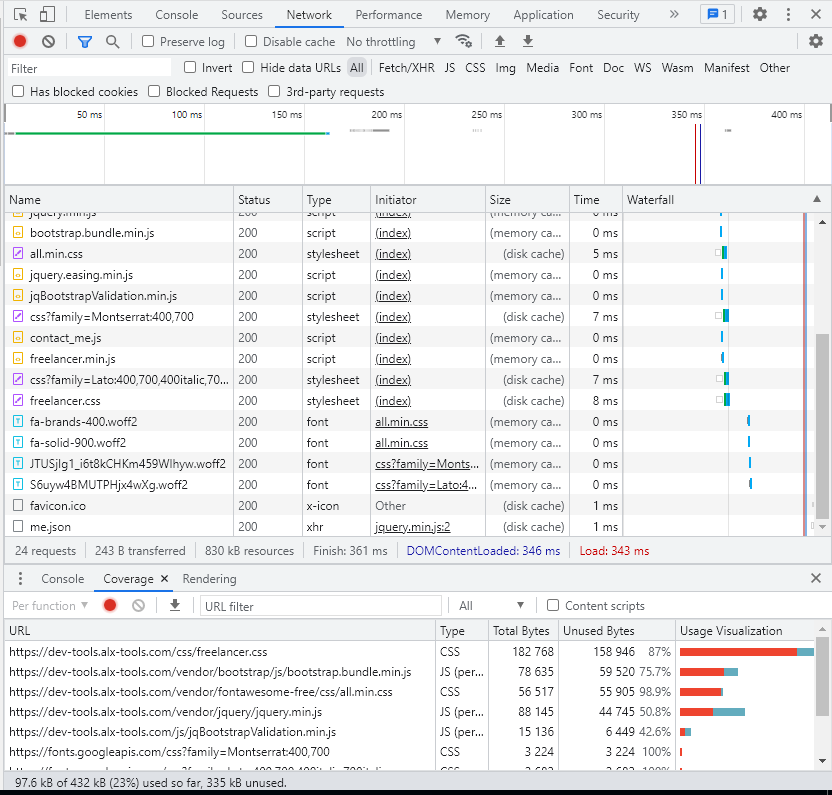 Elements Console Sources Network Performance Memory Application Security » 1
Preserve log Disable cache No throttling
Filter Invert Hide data URLs All Fetch/XHR JS CSS Img Media Font Doc WS Wasm Manifest Other
Has blocked cookies Blocked Requests 3rd-party requests
50 ms 100 ms 150 ms 200 ms 250 ms 300 ms 350 ms 400 ms
Name Status Type Initiator Size Time Waterfall
jquery.min.js 200 script (index) (memory ca... 0 ms
bootstrap.bundle.min.js 200 script (index) (memory ca... 0 ms
all.min.css 200 stylesheet (index) (disk cache) 5 ms
jquery.easing.min.js 200 script (index) (memory ca... 0 ms
jqBootstrapValidation.min.js 200 script (index) (memory ca... 0 ms
css?family=Montserrat:400,700 200 stylesheet (index) (disk cache) 7 ms
contact_me.js 200 script (index) (memory ca... 0 ms
freelancer.min.js 200 script (index) (memory ca... 0 ms
css?family=Lato:400,700,400italic,70... 200 stylesheet (index) (disk cache) 7 ms
freelancer.css 200 stylesheet (index) (disk cache) 8 ms
fa-brands-400.woff2 200 font all.min.css (memory ca... 0 ms
fa-solid-900.woff2 200 font all.min.css (memory ca... 0 ms
JTUSjIg1_i6t8kCHKm459Wlhyw.woff2 200 font css?family=Monts... (memory ca... 0 ms
S6uyw4BMUTPHjx4wXg.woff2 200 font css?family=Lato:4... (memory ca... 0 ms
favicon.ico 200 x-icon Other (disk cache) 1 ms
me.json 200 xhr jquery.min.js:2 (disk cache) 1 ms
24 requests 243 B transferred 830 kB resources Finish: 361 ms DOMContentLoaded: 346 ms Load: 343 ms
Console Coverage Rendering
Per function URL filter All Content scripts
URL Type Total Bytes Unused Bytes Usage Visualization
https://dev-tools.alx-tools.com/css/freelancer.css CSS 182 768 158 946 87%
https://dev-tools.alx-tools.com/vendor/bootstrap/js/bootstrap.bundle.min.js JS (per... 78 635 59 520 75.7%
https://dev-tools.alx-tools.com/vendor/fontawesome-free/css/all.min.css CSS 56 517 55 905 98.9%
https://dev-tools.alx-tools.com/vendor/jquery/jquery.min.js JS (per... 88 145 44 745 50.8%
https://dev-tools.alx-tools.com/js/jqBootstrapValidation.min.js JS (per... 15 136 6 449 42.6%
https://fonts.googleapis.com/css?family=Montserrat:400,700 CSS 3 224 3 224 100%
97.6 kB of 432 kB (23%) used so far, 335 kB unused.